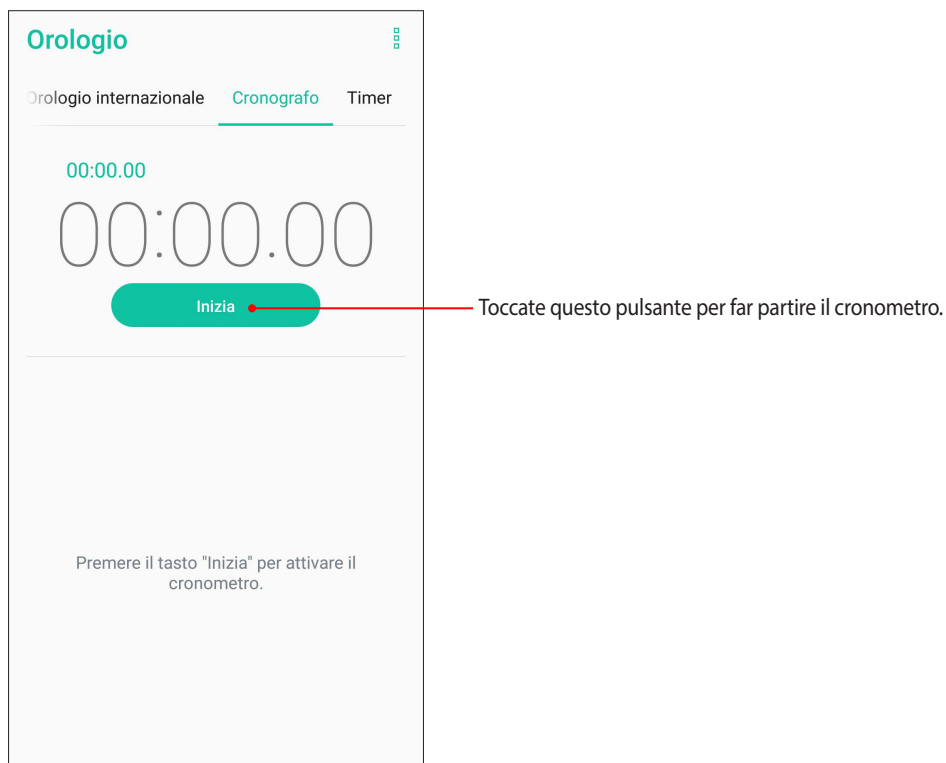 Orologio
Orologio internazionale Cronografo Timer
00:00.00
00:00.00
Inizia
Toccate questo pulsante per far partire il cronometro.
Premere il tasto "Inizia" per attivare il
cronometro.